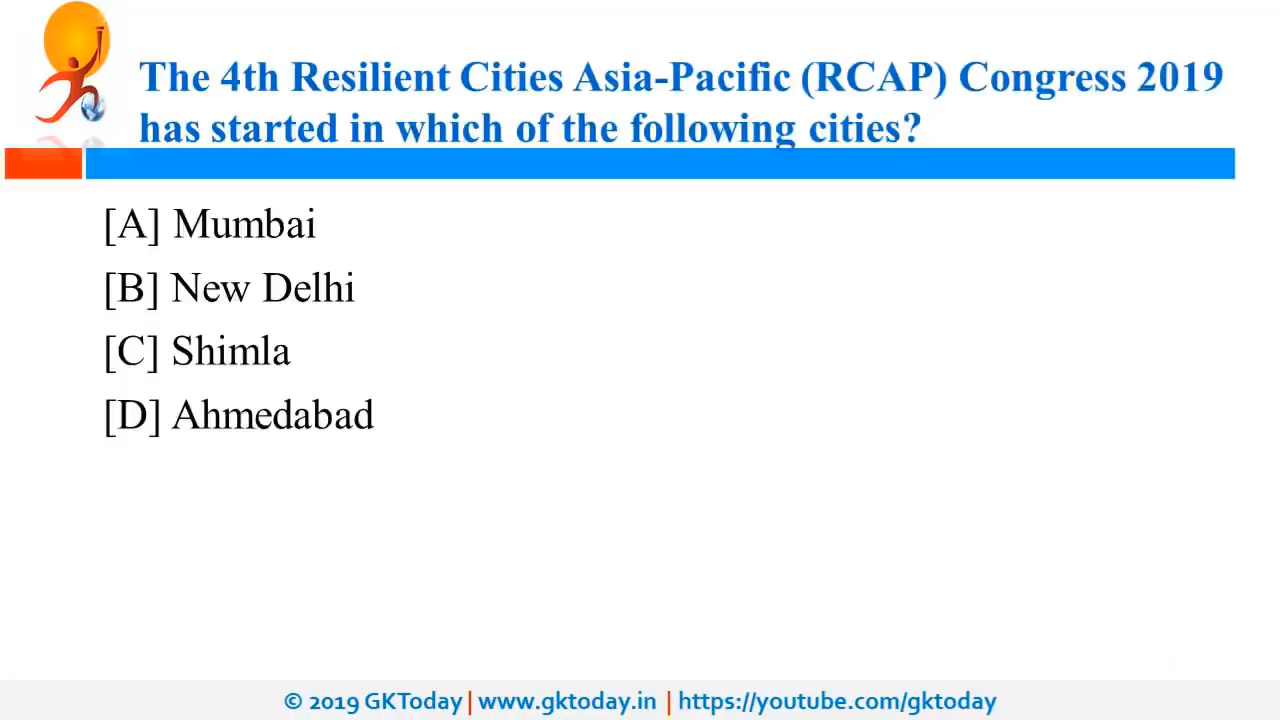 The 4th Resilient Cities Asia-Pacific (RCAP) Congress 2019
has started in which of the following cities?
[A] Mumbai
[B] New Delhi
[C] Shimla
[D] Ahmedabad
© 2019 GKToday | www.gktoday.in | https://youtube.com/gktoday